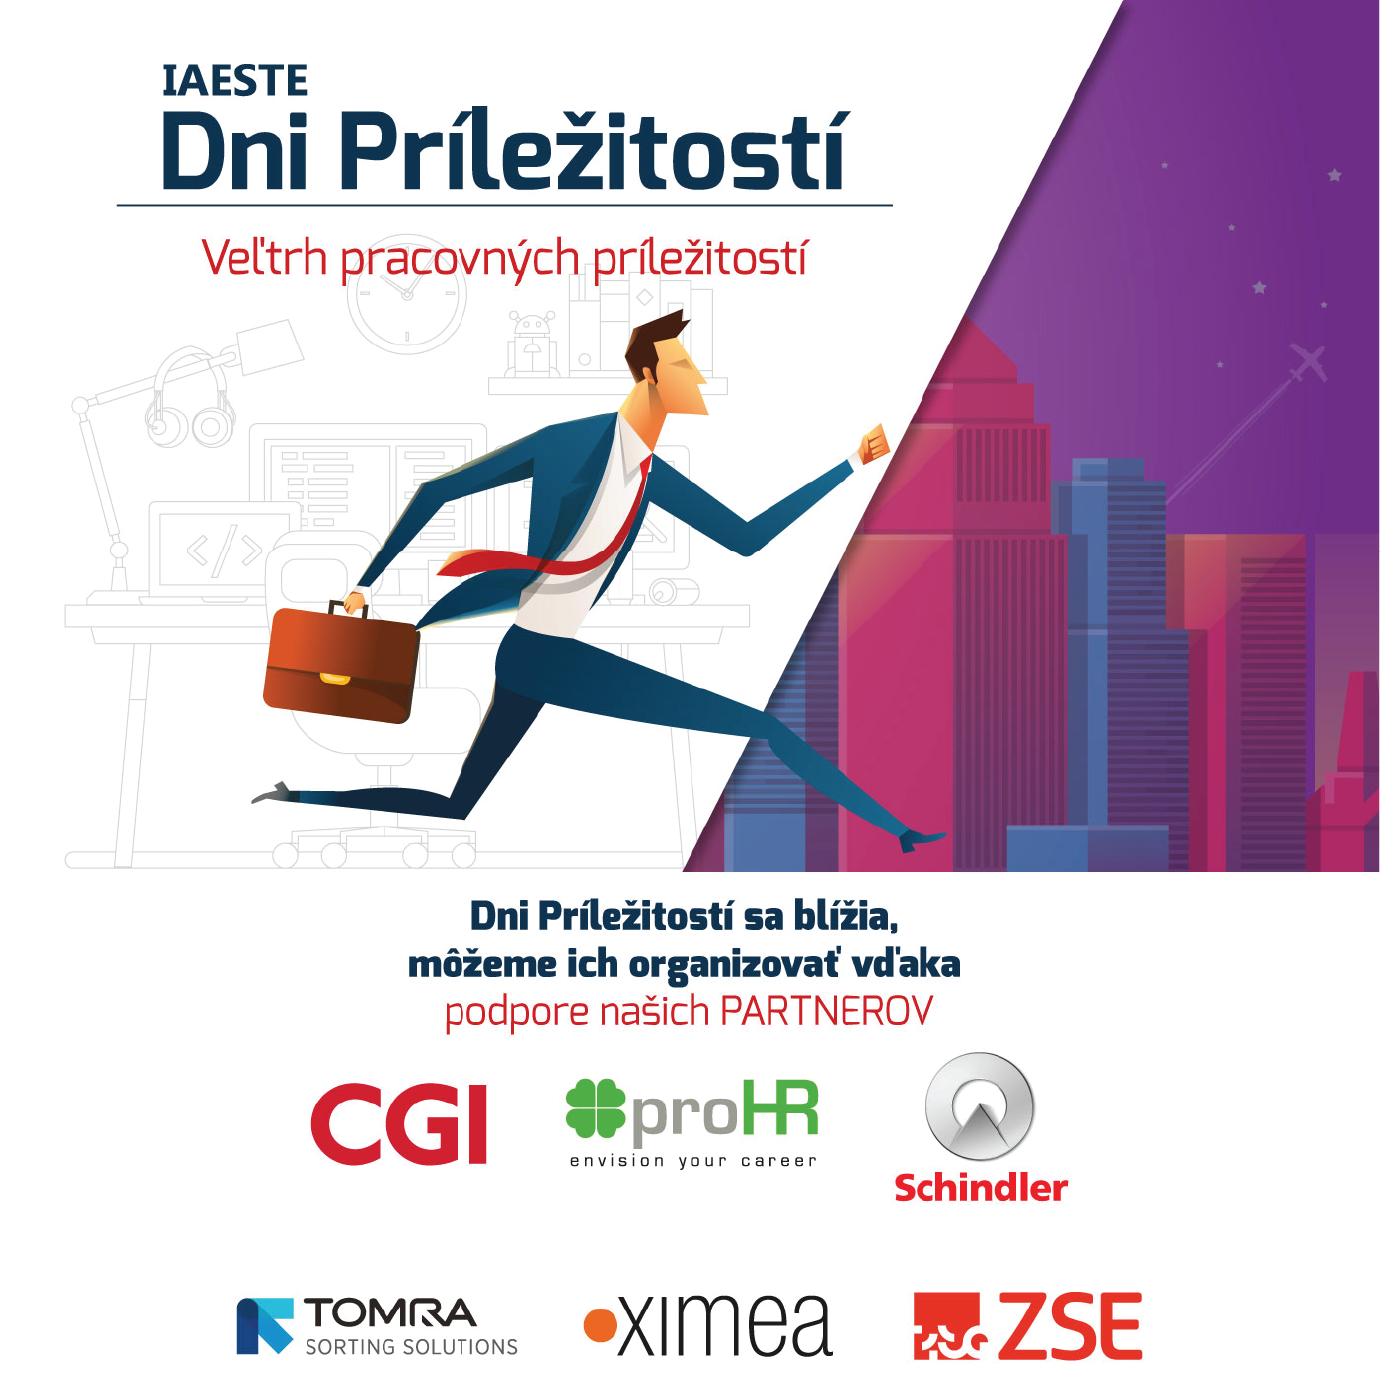 IAESTE
Dni Príležitostí
Veľtrh pracovných príležitostí
</>
Dni Príležitostí sa blížia,
môžeme ich organizovať vďaka
podpore našich PARTNEROV
CGI
proHR
envision your career
Schindler
TOMRA
SORTING SOLUTIONS
XIMEA
ZSE